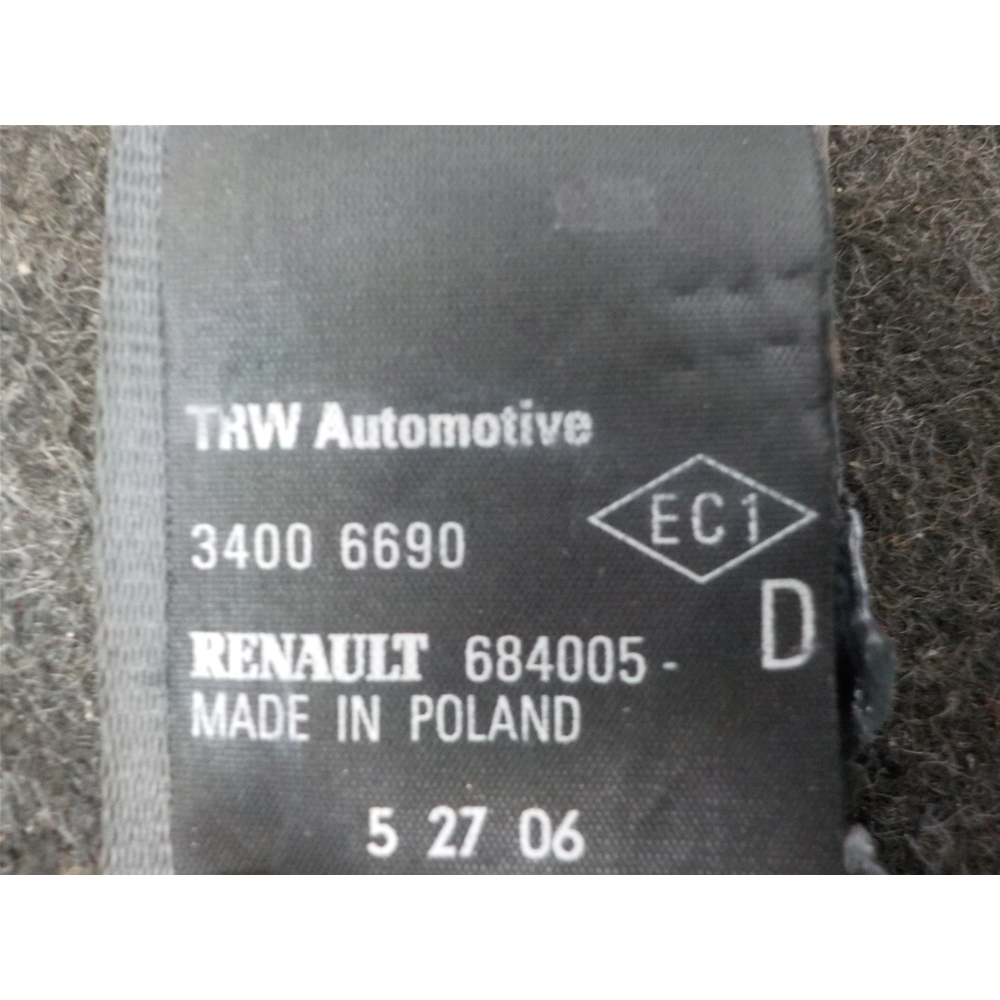 TRW Automotive
EC1
3400 6690
D
RENAULT 684005-
MADE IN POLAND
5 27 06